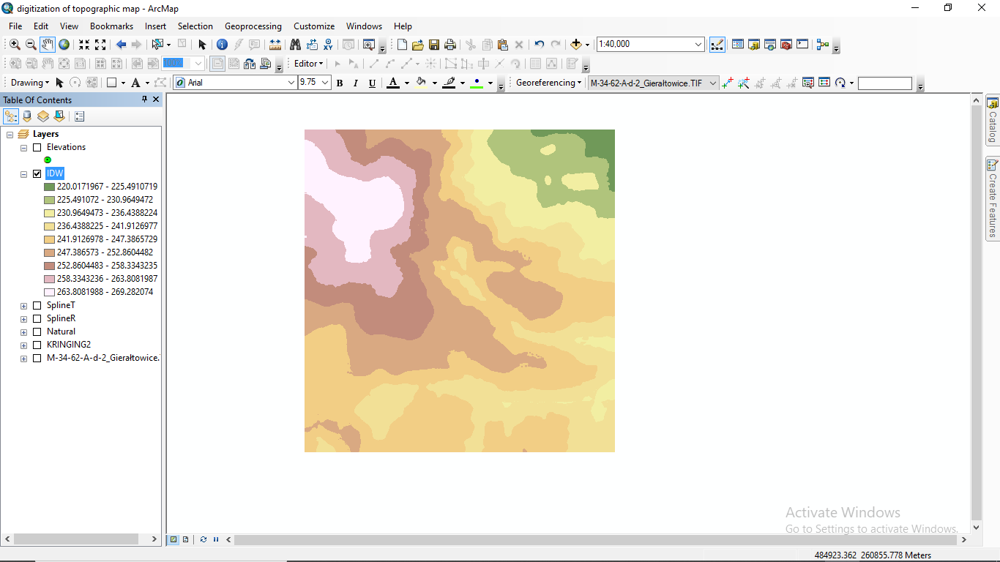 digitization of topographic map - ArcMap
File Edit View Bookmarks Insert Selection Geoprocessing Customize Windows Help
1:40,000
100%
Editor
Drawing Arial 9.75 B I U A Georeferencing M-34-62-A-d-2_Gierałtowice.TIF
Table Of Contents
Layers
Elevations
IDW
220.0171967 - 225.4910719
225.491072 - 230.9649472
230.9649473 - 236.4388224
236.4388225 - 241.9126977
241.9126978 - 247.3865729
247.386573 - 252.8604482
252.8604483 - 258.3343235
258.3343236 - 263.8081987
263.8081988 - 269.282074
SplineT
SplineR
Natural
KRINGING2
M-34-62-A-d-2_Gierałtowice.
Catalog
Create Features
Activate Windows
Go to Settings to activate Windows.
484923.362 260855.778 Meters